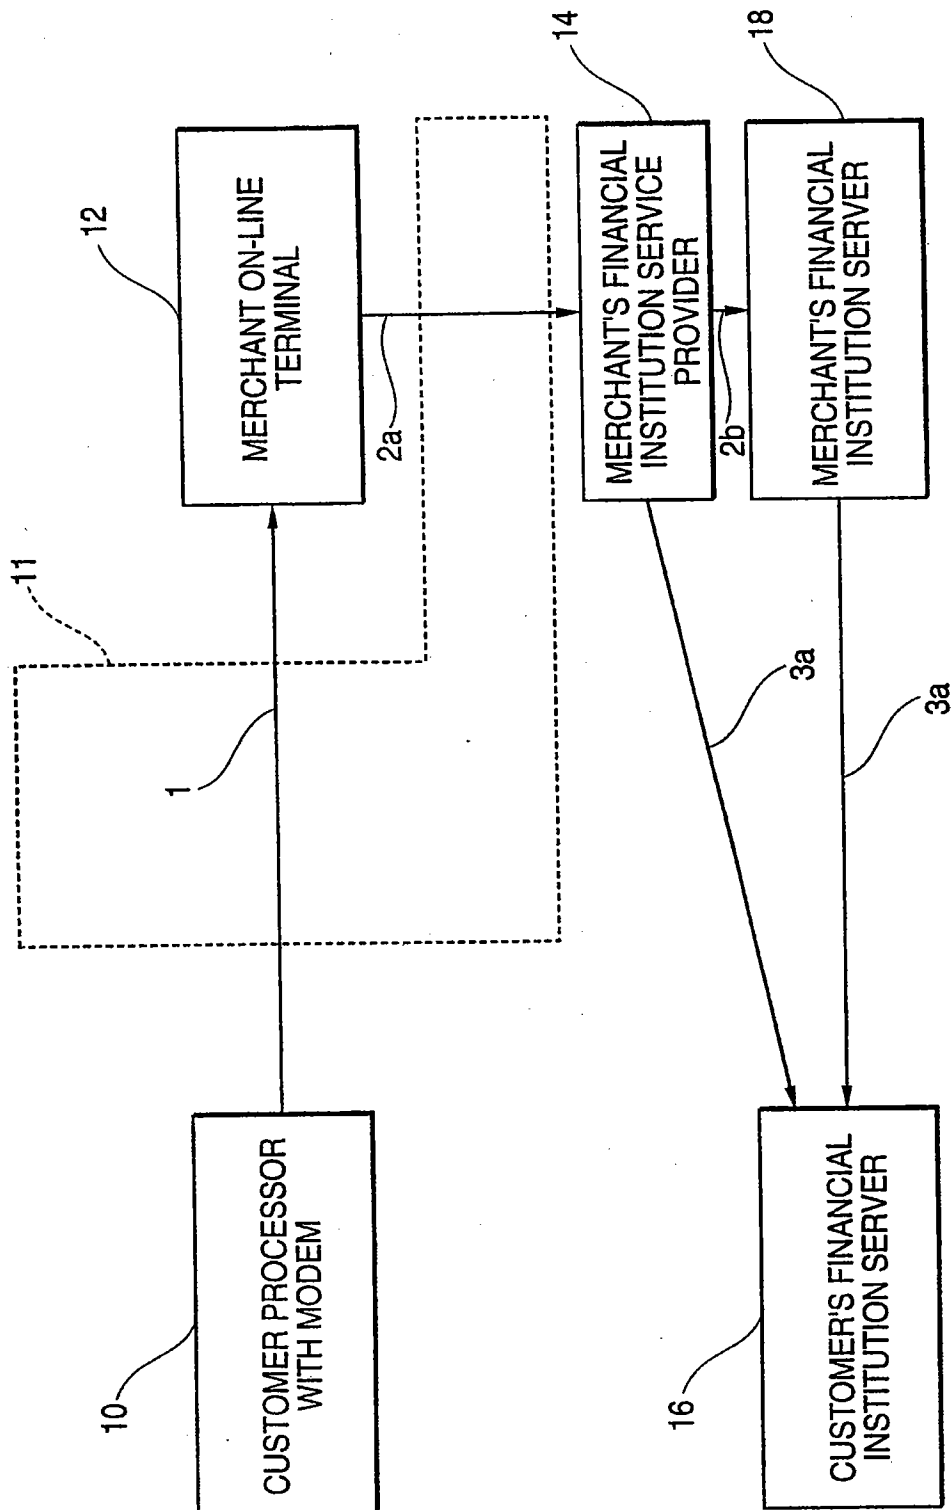 10
CUSTOMER PROCESSOR
WITH MODEM
11
1
12
MERCHANT ON-LINE
TERMINAL
2a
14
MERCHANT'S FINANCIAL
INSTITUTION SERVICE
PROVIDER
2b
18
MERCHANT'S FINANCIAL
INSTITUTION SERVER
3a
3a
16
CUSTOMER'S FINANCIAL
INSTITUTION SERVER